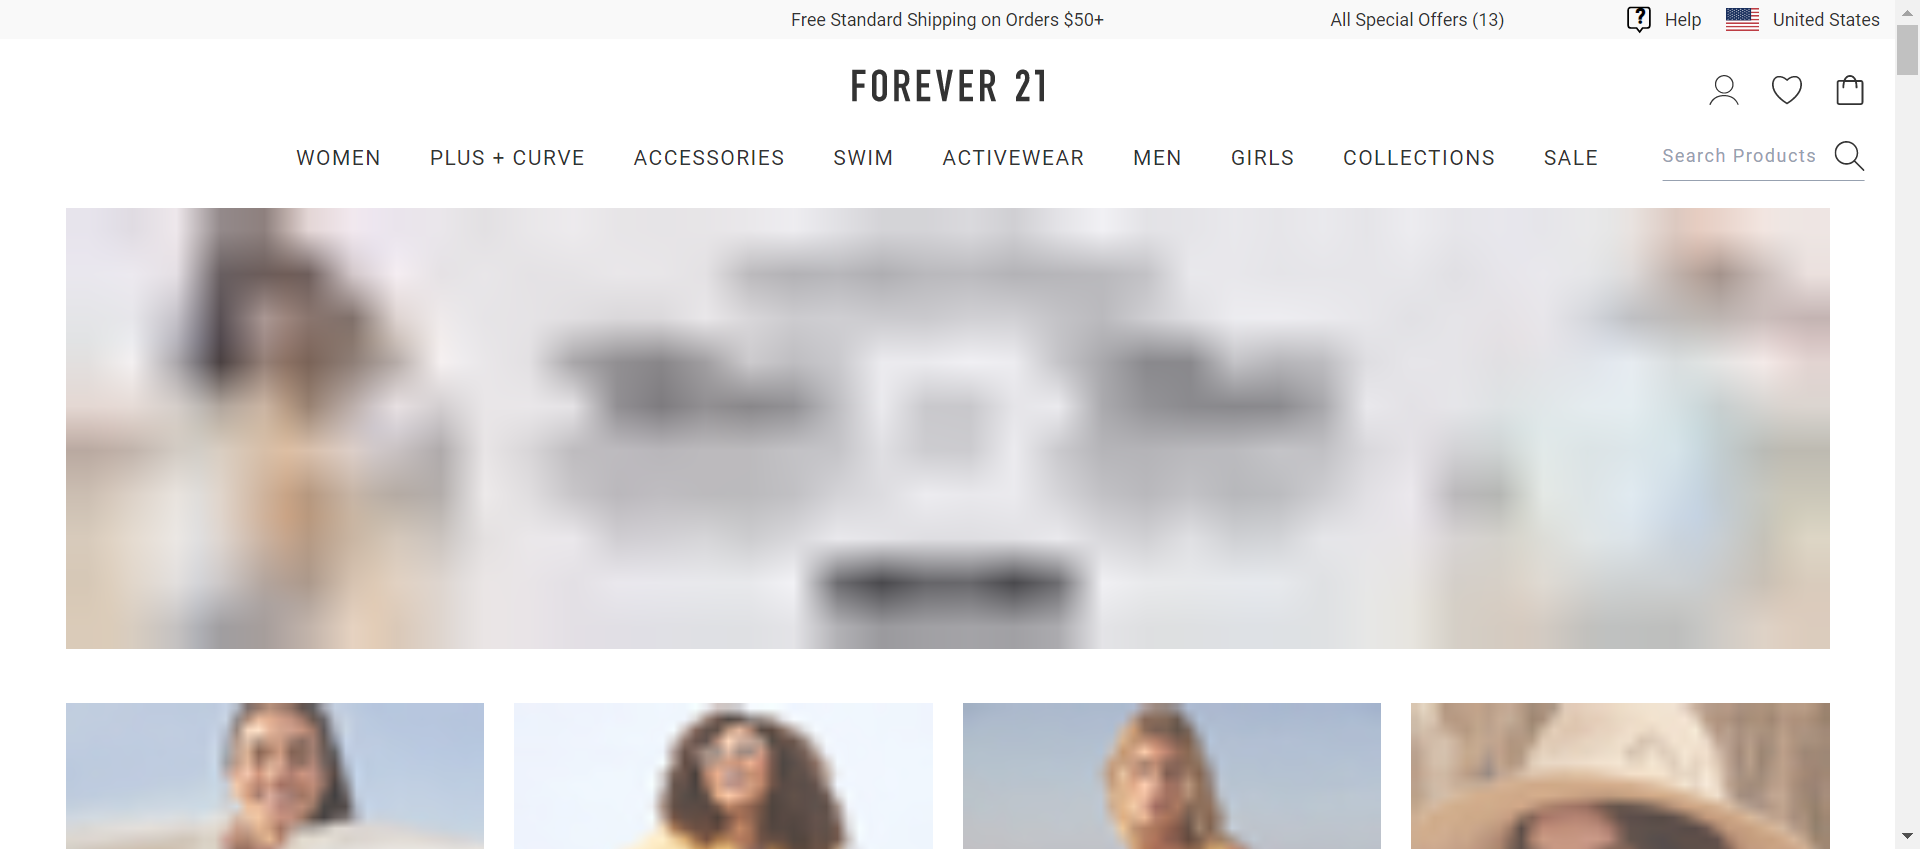 Free Standard Shipping on Orders $50+
All Special Offers (13)
Help
United States
FOREVER 21
WOMEN
PLUS + CURVE
ACCESSORIES
SWIM
ACTIVEWEAR
MEN
GIRLS
COLLECTIONS
SALE
Search Products